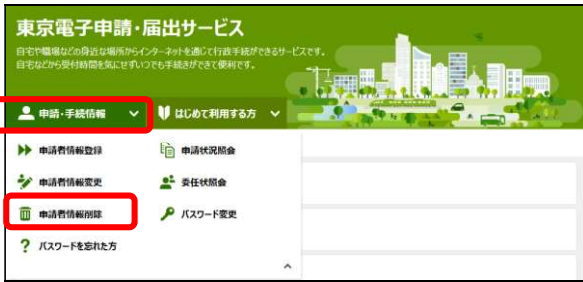 東京電子申請・届出サービス
自宅や職場などの身近な場所からインターネットを通じて行政手続ができるサービスです。
自宅などから受付時間を気にせずいつでも手続きができて便利です。
申請・手続情報
はじめて利用する方
申請者情報登録
申請状況照会
申請者情報変更
委任状照会
申請者情報削除
パスワード変更
パスワードを忘れた方